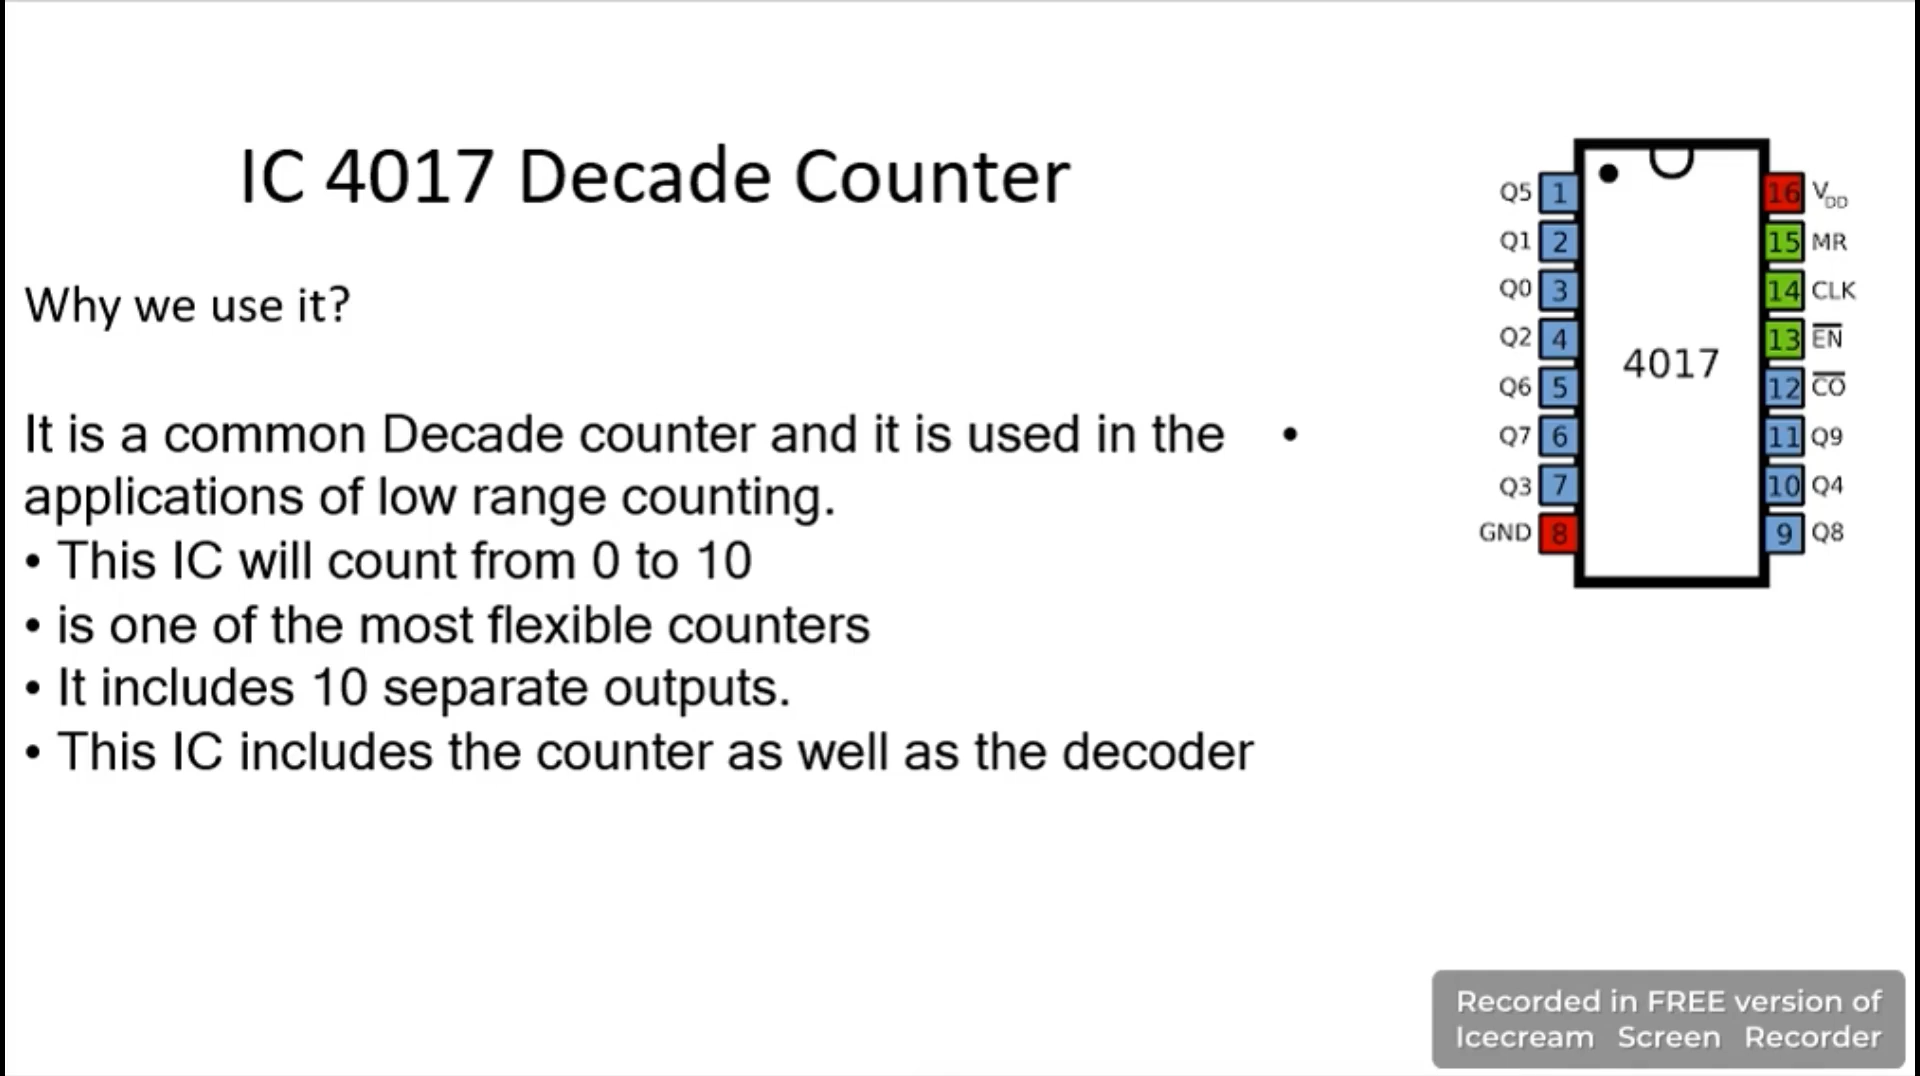 IC 4017 Decade Counter
Why we use it?
It is a common Decade counter and it is used in the •
applications of low range counting.
• This IC will count from 0 to 10
• is one of the most flexible counters
• It includes 10 separate outputs.
• This IC includes the counter as well as the decoder
Q5 1
Q1 2
Q0 3
Q2 4
Q6 5
Q7 6
Q3 7
GND 8
4017
16 VDD
15 MR
14 CLK
13 E̅N̅
12 C̅O̅
11 Q9
10 Q4
9 Q8
Recorded in FREE version of
Icecream Screen Recorder